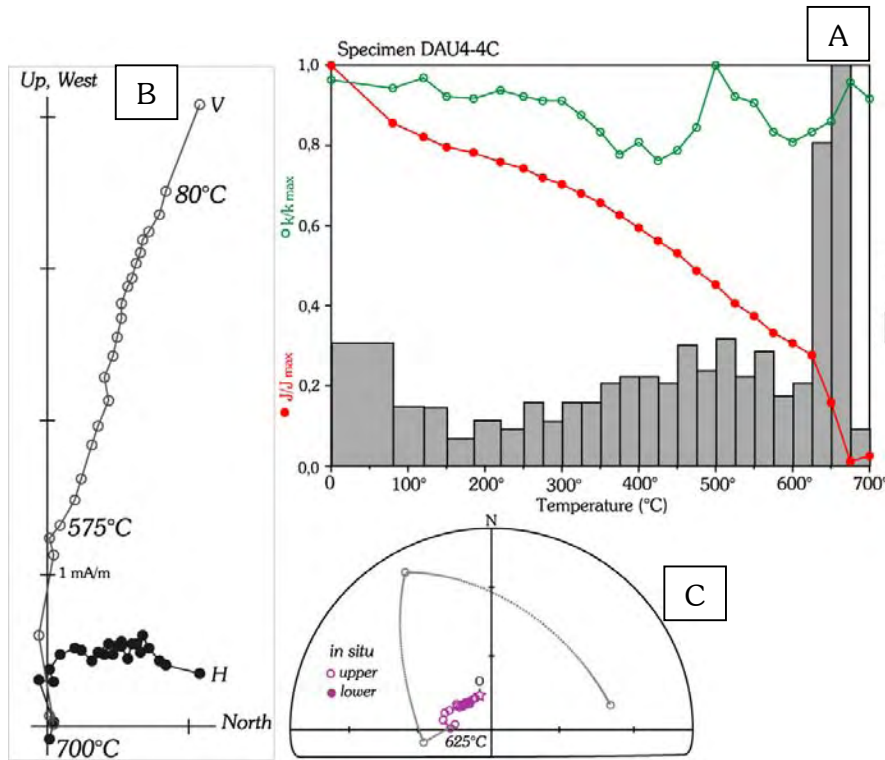 Specimen DAU4-4C
A
Up, West
B
V
80°C
575°C
1 mA/m
H
North
700°C
1,0
0,8
0,6
0,4
0,2
0,0
k/k max
J/J max
0
100°
200°
300°
400°
500°
600°
700°
Temperature (°C)
N
C
in situ
upper
lower
0
625°C